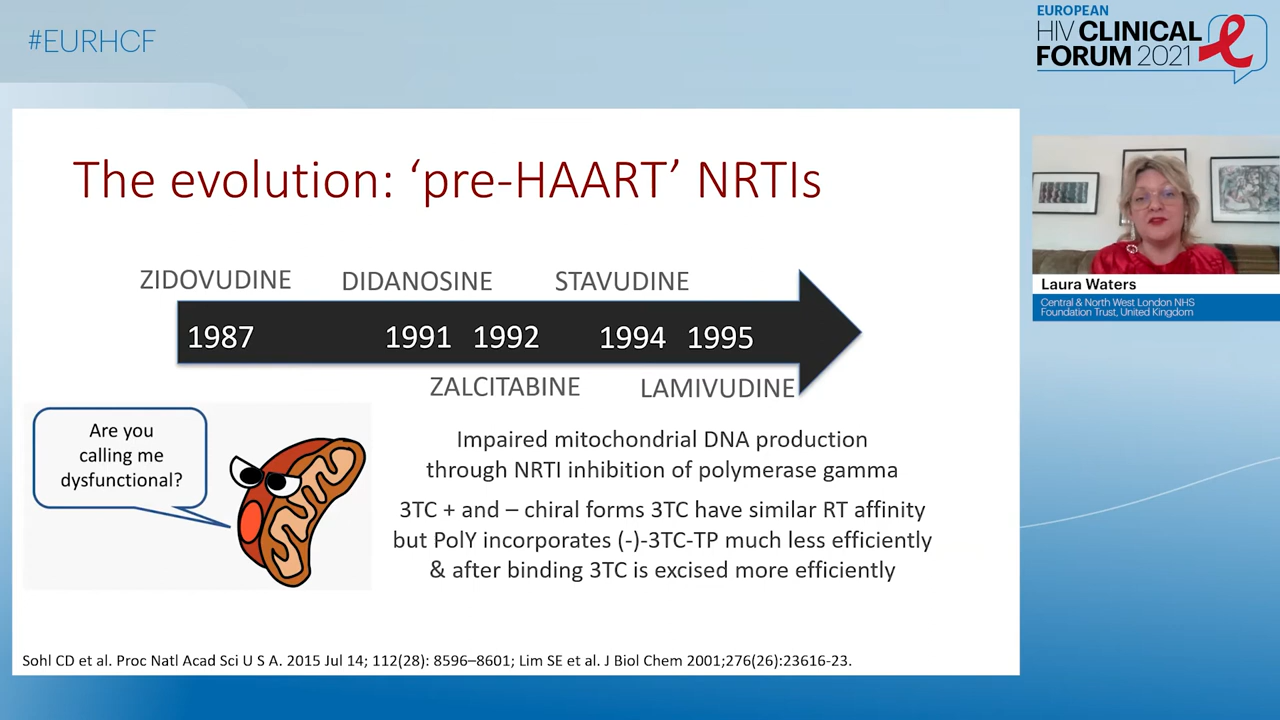 #EURHCF
EUROPEAN
HIV CLINICAL
FORUM 2021
The evolution: ‘pre-HAART’ NRTIs
ZIDOVUDINE DIDANOSINE STAVUDINE
1987 1991 1992 1994 1995
ZALCITABINE LAMIVUDINE
Are you
calling me
dysfunctional?
Impaired mitochondrial DNA production
through NRTI inhibition of polymerase gamma
3TC + and – chiral forms 3TC have similar RT affinity
but PolY incorporates (-)-3TC-TP much less efficiently
& after binding 3TC is excised more efficiently
Sohl CD et al. Proc Natl Acad Sci U S A. 2015 Jul 14; 112(28): 8596–8601; Lim SE et al. J Biol Chem 2001;276(26):23616-23.
Laura Waters
Central & North West London NHS
Foundation Trust, United Kingdom